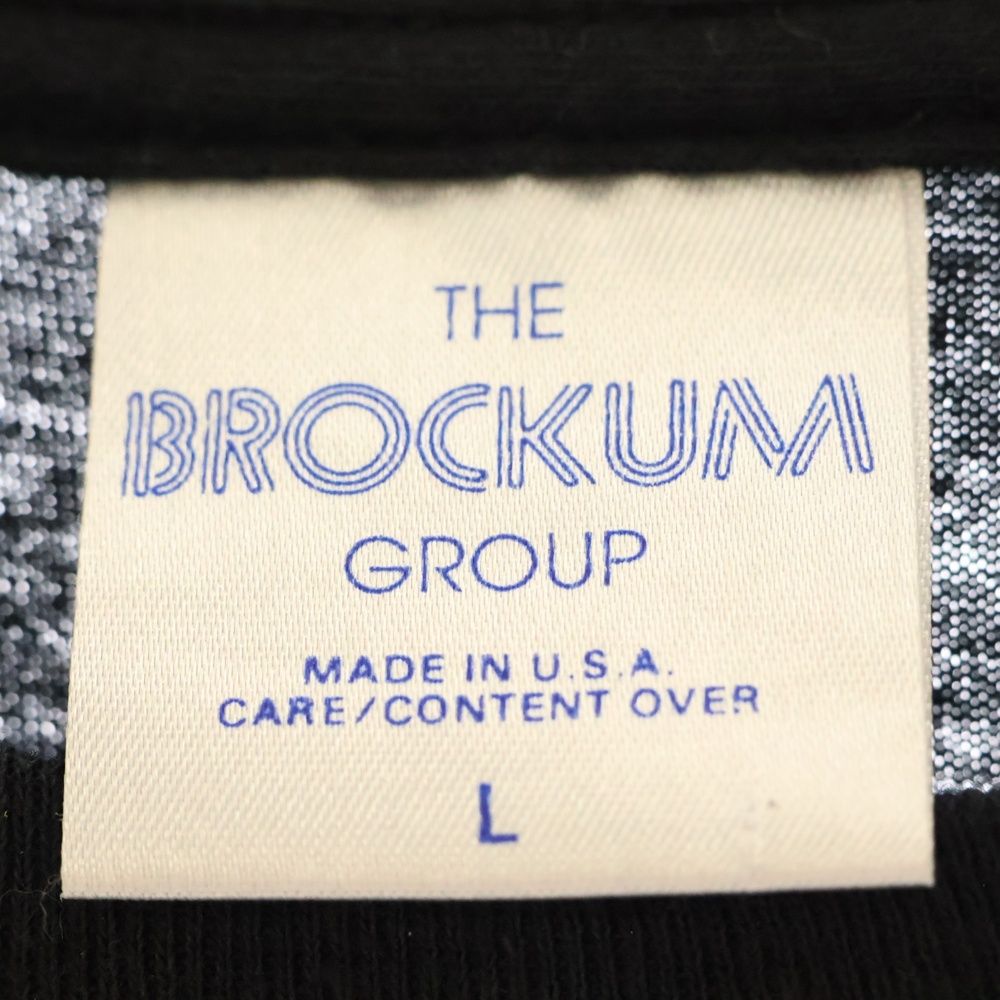 THE
BROCKUM
GROUP
MADE IN U.S.A.
CARE/CONTENT OVER
L